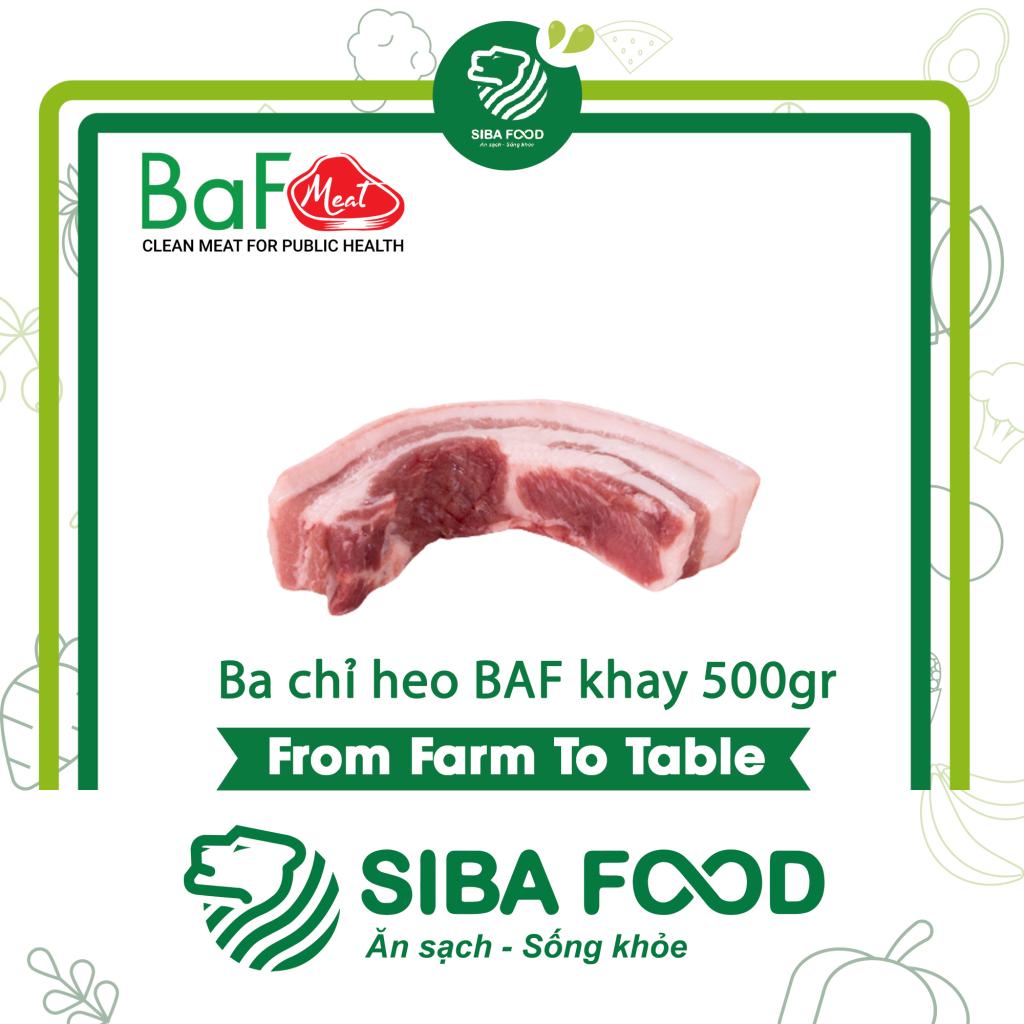 SIBA FOOD
Ăn sạch - Sống khỏe
BaF Meat
CLEAN MEAT FOR PUBLIC HEALTH
Ba chỉ heo BAF khay 500gr
From Farm To Table
SIBA FOOD
Ăn sạch - Sống khỏe